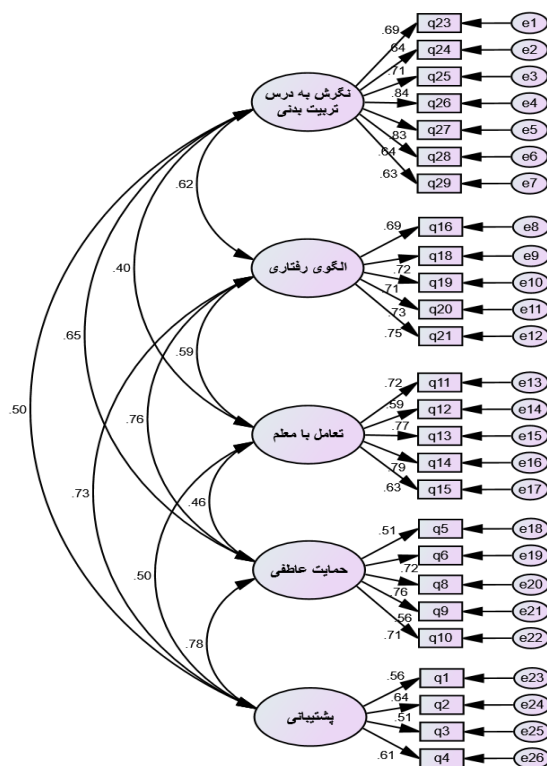 .69
q23
e1
.64
q24
e2
.71
q25
e3
.84
q26
e4
q27
e5
.83
q28
e6
.64
q29
e7
.63
نگرش به درس
تربیت بدنی
.62
.69
q16
e8
q18
e9
.72
q19
e10
.71
q20
e11
.73
q21
e12
.75
الگوی رفتاری
.40
.59
.65
.72
q11
e13
.59
q12
e14
.77
q13
e15
q14
e16
.79
q15
e17
.63
تعامل با معلم
.50
.76
.73
.46
.51
q5
e18
q6
e19
.72
q8
e20
.76
q9
e21
.56
q10
e22
.71
حمایت عاطفی
.50
.78
.56
q1
e23
.64
q2
e24
.51
q3
e25
.61
q4
e26
پشتیبانی